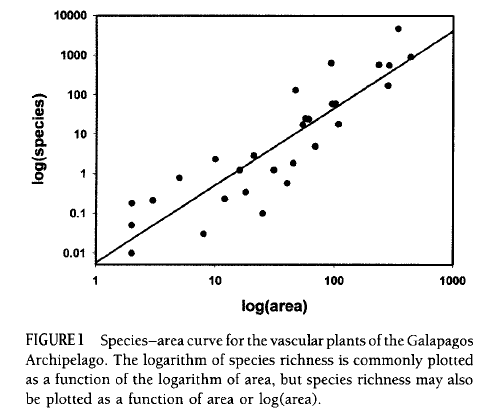 10000
1000
100
10
1
0.1
0.01
log(species)
1 10 100 1000
log(area)
FIGURE 1 Species–area curve for the vascular plants of the Galapagos
Archipelago. The logarithm of species richness is commonly plotted
as a function of the logarithm of area, but species richness may also
be plotted as a function of area or log(area).